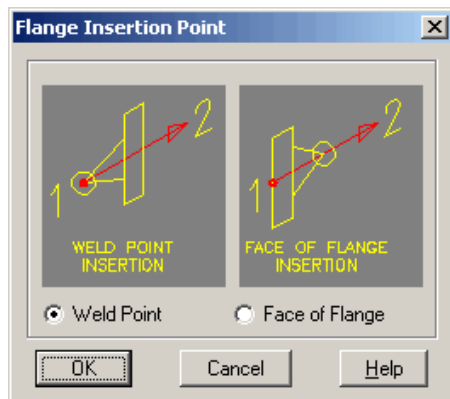 Flange Insertion Point
1 2
WELD POINT
INSERTION
1 2
FACE OF FLANGE
INSERTION
Weld Point
Face of Flange
OK
Cancel
Help